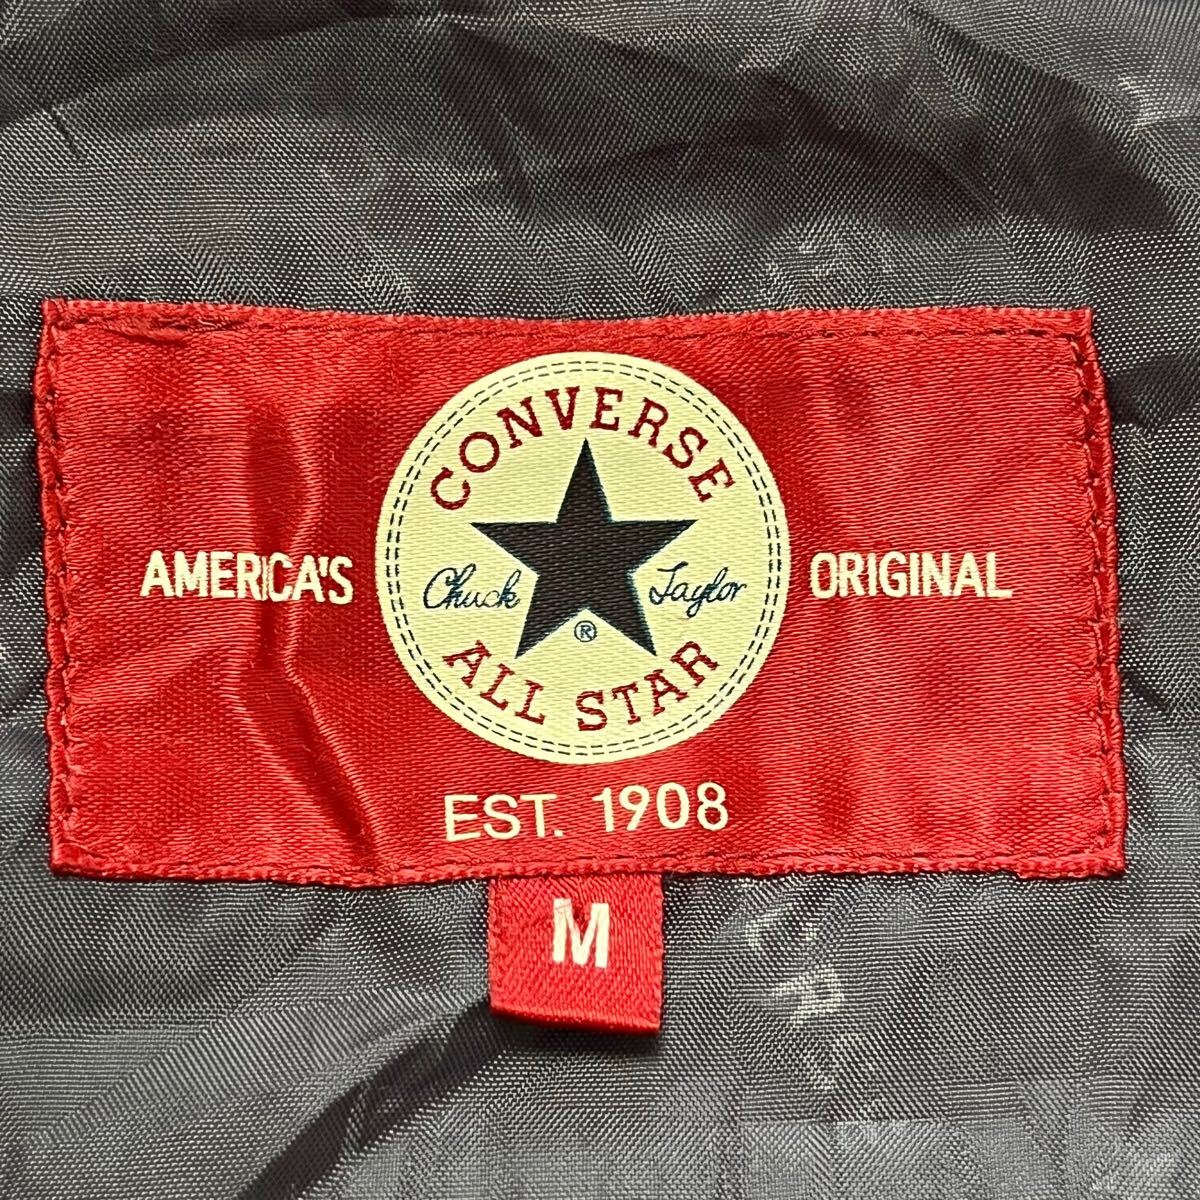 CONVERSE
AMERICA'S
Chuck Taylor
ORIGINAL
®
ALL STAR
EST. 1908
M